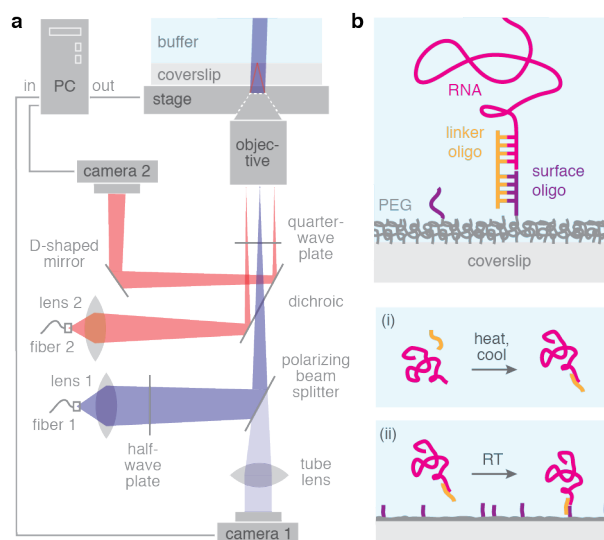 a
in
PC
out
buffer
coverslip
stage
objec-
tive
camera 2
quarter-
wave
plate
D-shaped
mirror
dichroic
lens 2
fiber 2
polarizing
beam
splitter
lens 1
fiber 1
half-
wave
plate
tube
lens
camera 1
b
RNA
linker
oligo
surface
oligo
PEG
coverslip
(i)
heat,
cool
(ii)
RT